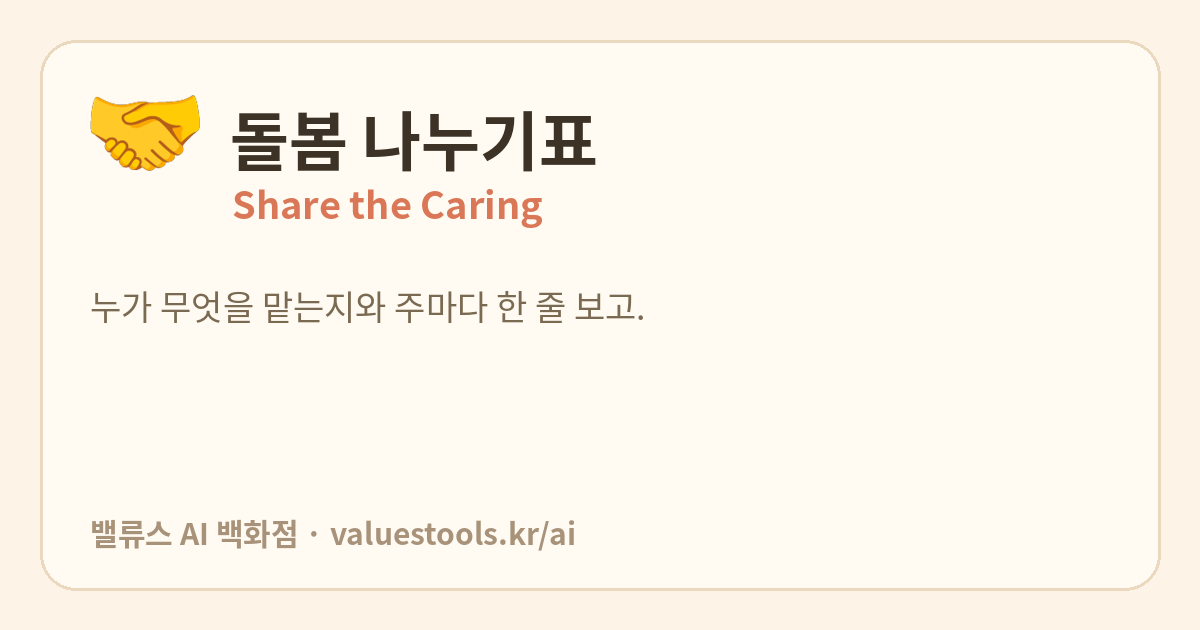 돌봄 나누기표
Share the Caring
누가 무엇을 맡는지와 주마다 한 줄 보고.
밸류스 AI 백화점 · valuestools.kr/ai